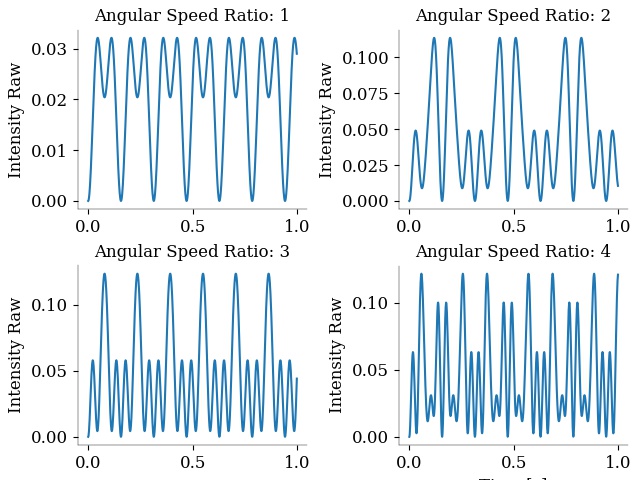 Angular Speed Ratio: 1
Intensity Raw
0.03
0.02
0.01
0.00
0.0 0.5 1.0
Angular Speed Ratio: 2
Intensity Raw
0.100
0.075
0.050
0.025
0.000
0.0 0.5 1.0
Angular Speed Ratio: 3
Intensity Raw
0.10
0.05
0.00
0.0 0.5 1.0
Angular Speed Ratio: 4
Intensity Raw
0.10
0.05
0.00
0.0 0.5 1.0